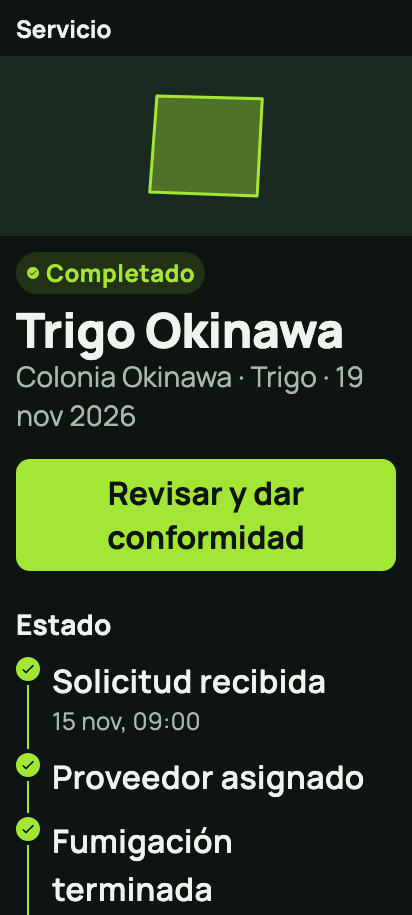 Servicio
Completado
Trigo Okinawa
Colonia Okinawa · Trigo · 19
nov 2026
Revisar y dar
conformidad
Estado
Solicitud recibida
15 nov, 09:00
Proveedor asignado
Fumigación
terminada